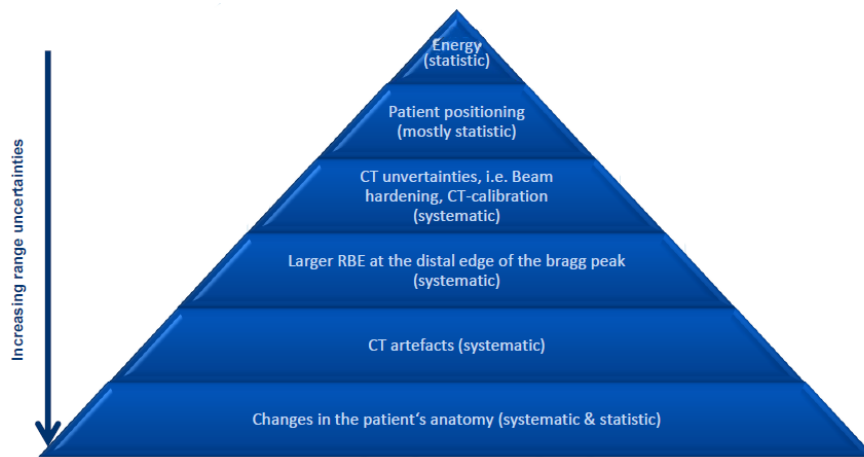 Energy
(statistic)
Patient positioning
(mostly statistic)
CT unvertainties, i.e. Beam
hardening, CT-calibration
(systematic)
Larger RBE at the distal edge of the bragg peak
(systematic)
CT artefacts (systematic)
Changes in the patient‘s anatomy (systematic & statistic)
Increasing range uncertainties